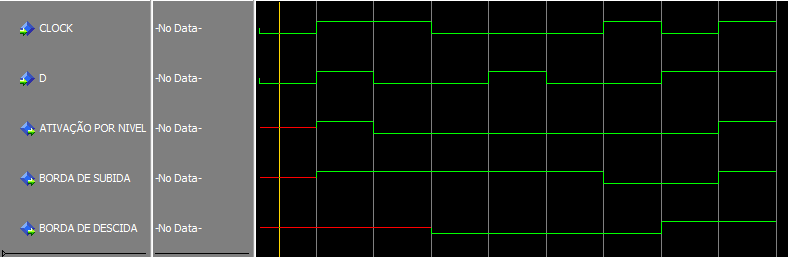 CLOCK -No Data-
D -No Data-
ATIVAÇÃO POR NIVEL -No Data-
BORDA DE SUBIDA -No Data-
BORDA DE DESCIDA -No Data-